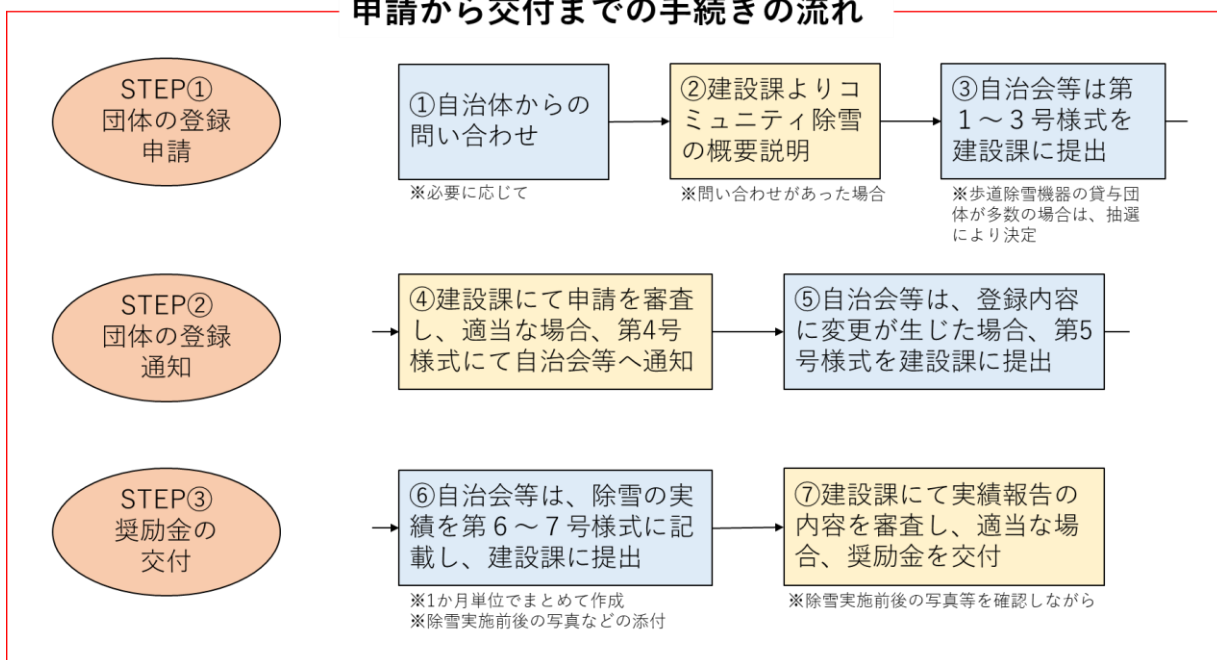 申請から交付までの手続きの流れ
STEP①
団体の登録
申請
①自治体からの
問い合わせ
※必要に応じて
②建設課よりコ
ミュニティ除雪
の概要説明
※問い合わせがあった場合
③自治会等は第
1～3号様式を
建設課に提出
※歩道除雪機器の貸与団
体が多数の場合は、抽選
により決定
STEP②
団体の登録
通知
④建設課にて申請を審査
し、適当な場合、第4号
様式にて自治会等へ通知
⑤自治会等は、登録内容
に変更が生じた場合、第5
号様式を建設課に提出
STEP③
奨励金の
交付
⑥自治会等は、除雪の実
績を第6～7号様式に記
載し、建設課に提出
※1か月単位でまとめて作成
※除雪実施前後の写真などの添付
⑦建設課にて実績報告の
内容を審査し、適当な場
合、奨励金を交付
※除雪実施前後の写真等を確認しながら